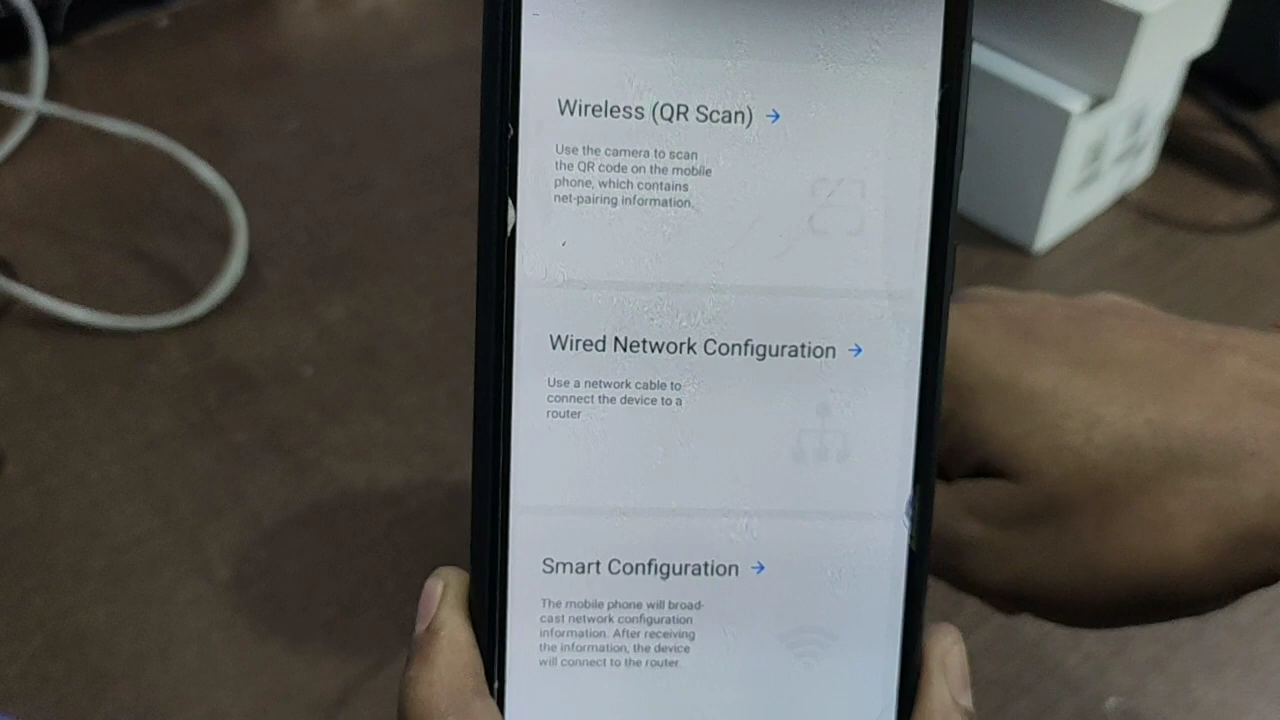 Wireless (QR Scan) →
Use the camera to scan
the QR code on the mobile
phone, which contains
net-pairing information.
Wired Network Configuration →
Use a network cable to
connect the device to a
router
Smart Configuration →
The mobile phone will broad-
cast network configuration
information. After receiving
the information, the device
will connect to the router.